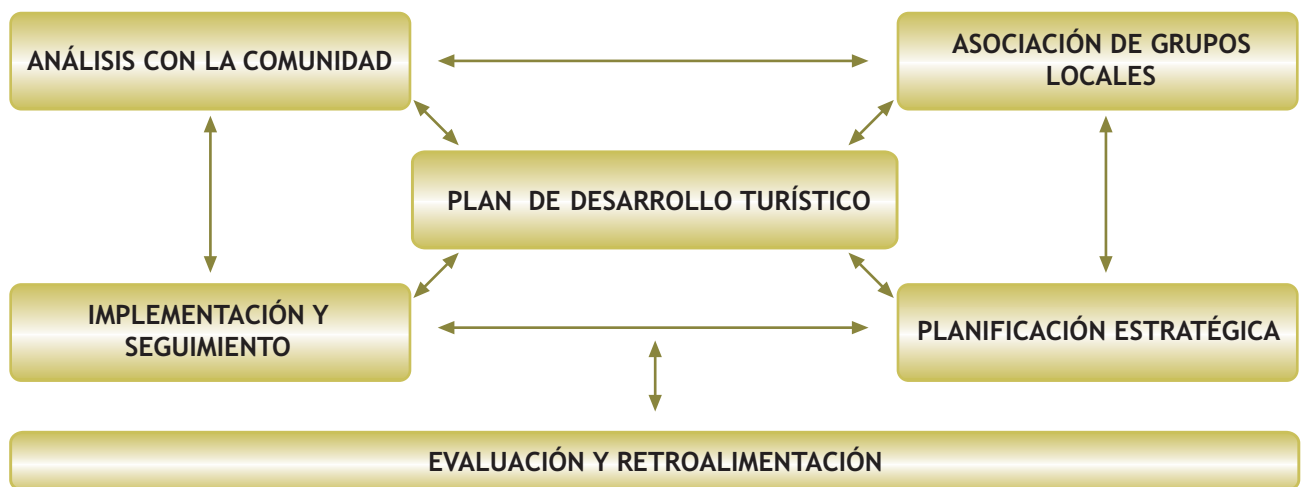 ANÁLISIS CON LA COMUNIDAD
ASOCIACIÓN DE GRUPOS
LOCALES
PLAN DE DESARROLLO TURÍSTICO
IMPLEMENTACIÓN Y
SEGUIMIENTO
PLANIFICACIÓN ESTRATÉGICA
EVALUACIÓN Y RETROALIMENTACIÓN